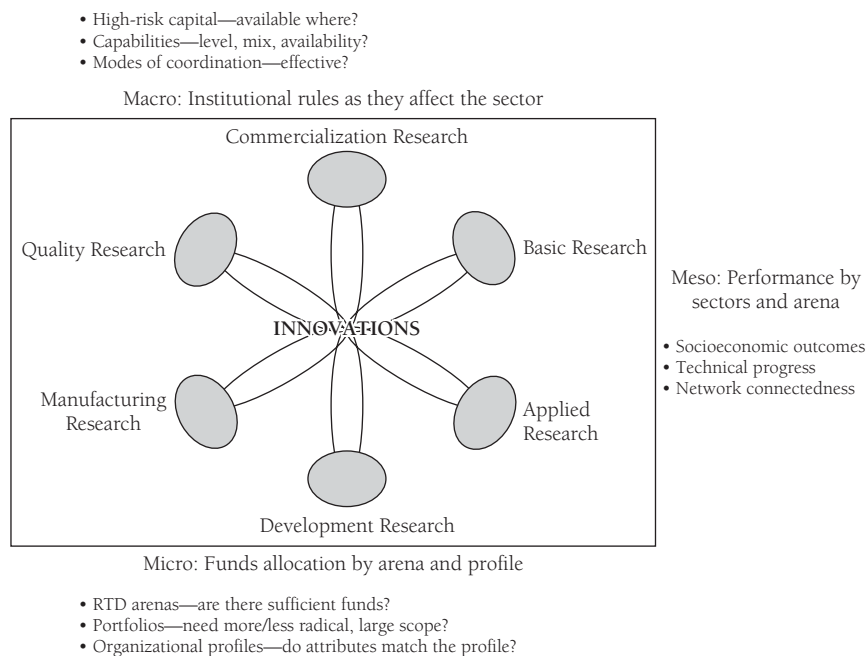 • High-risk capital—available where?
• Capabilities—level, mix, availability?
• Modes of coordination—effective?
Macro: Institutional rules as they affect the sector
Commercialization Research
Quality Research
Basic Research
INNOVATIONS
Manufacturing
Research
Applied
Research
Development Research
Meso: Performance by
sectors and arena
• Socioeconomic outcomes
• Technical progress
• Network connectedness
Micro: Funds allocation by arena and profile
• RTD arenas—are there sufficient funds?
• Portfolios—need more/less radical, large scope?
• Organizational profiles—do attributes match the profile?